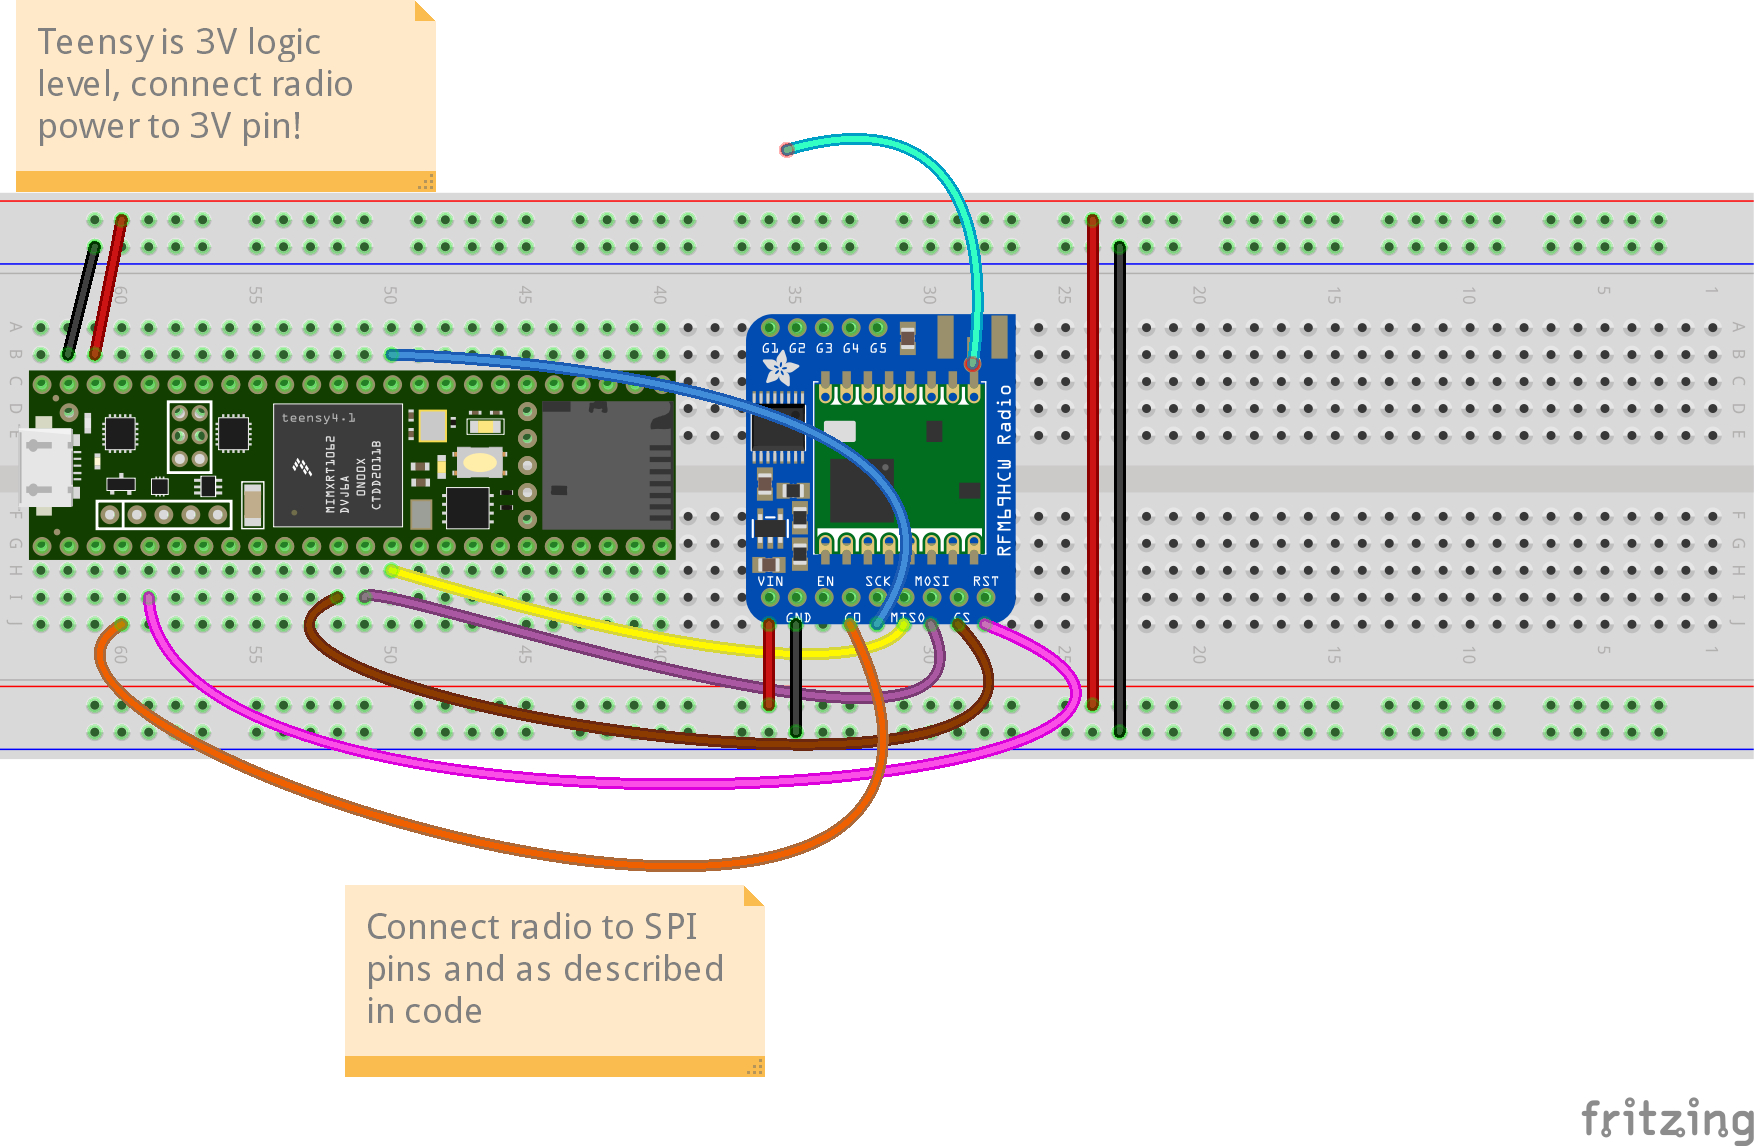 Teensy is 3V logic
level, connect radio
power to 3V pin!
60 55 50 45 40 35 30 25 20 15 10 5 1
A A
B B
C C
D D
E E
F F
G G
H H
I I
J J
G1 G2 G3 G4 G5
teensy4.1
MIMXRT1062
DVJ6A
ONOOX
CTDD2011B
RFM69HCW Radio
VIN EN SCK MOSI RST
GND G0 MISO CS
60 55 50 45 40 30 25 20 15 10 5 1
Connect radio to SPI
pins and as described
in code
fritzing